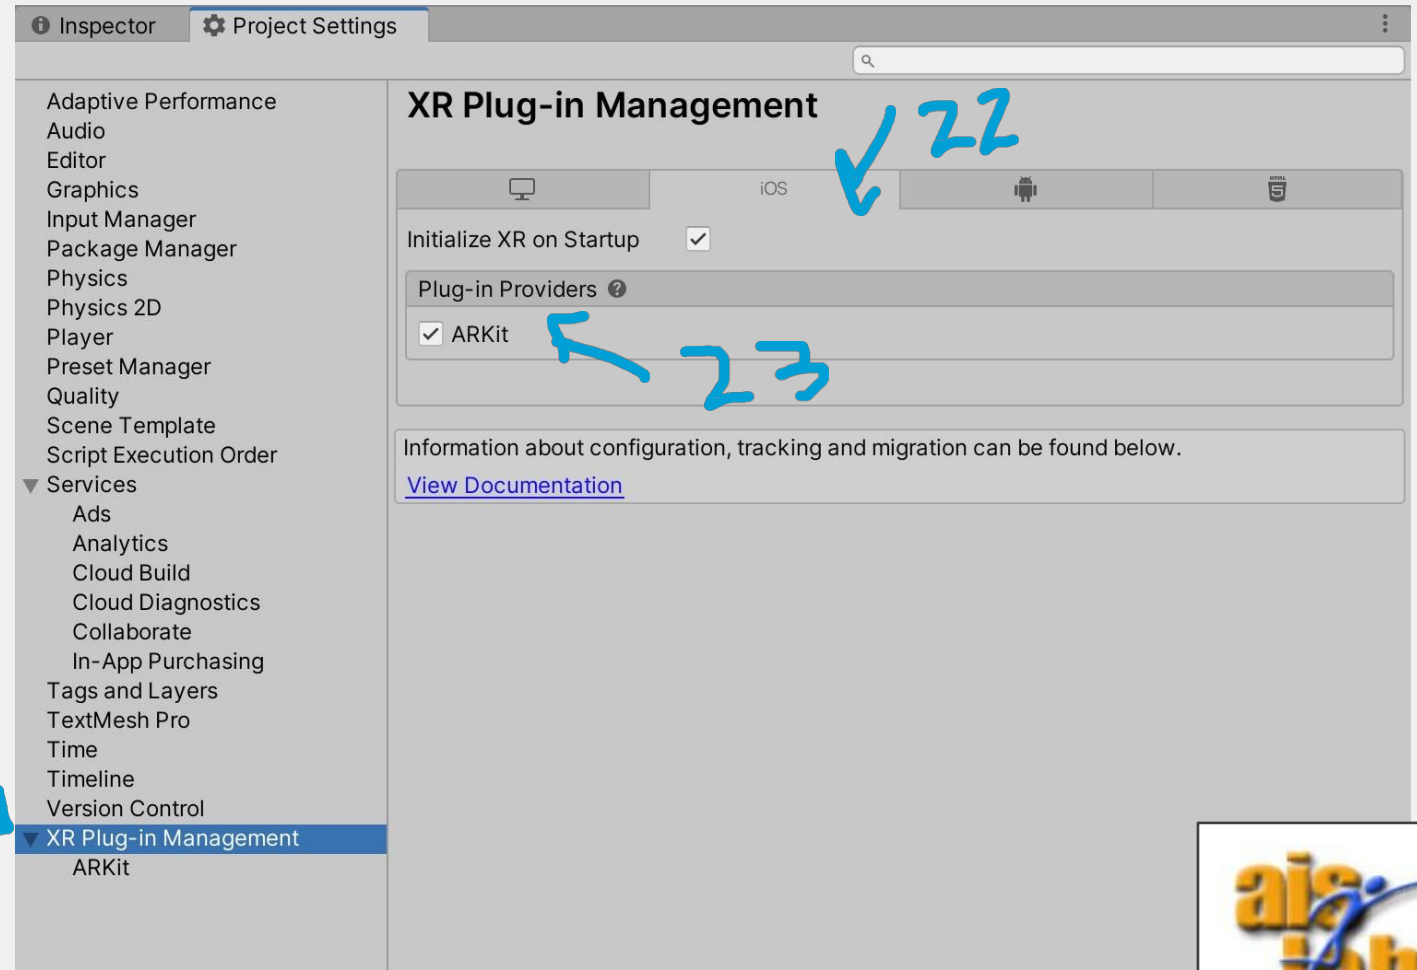 Inspector
Project Settings
Adaptive Performance
Audio
Editor
Graphics
Input Manager
Package Manager
Physics
Physics 2D
Player
Preset Manager
Quality
Scene Template
Script Execution Order
Services
Ads
Analytics
Cloud Build
Cloud Diagnostics
Collaborate
In-App Purchasing
Tags and Layers
TextMesh Pro
Time
Timeline
Version Control
XR Plug-in Management
ARKit
XR Plug-in Management
22
iOS
HTML
5
Initialize XR on Startup
Plug-in Providers ?
ARKit
23
Information about configuration, tracking and migration can be found below.
View Documentation
ais
lab